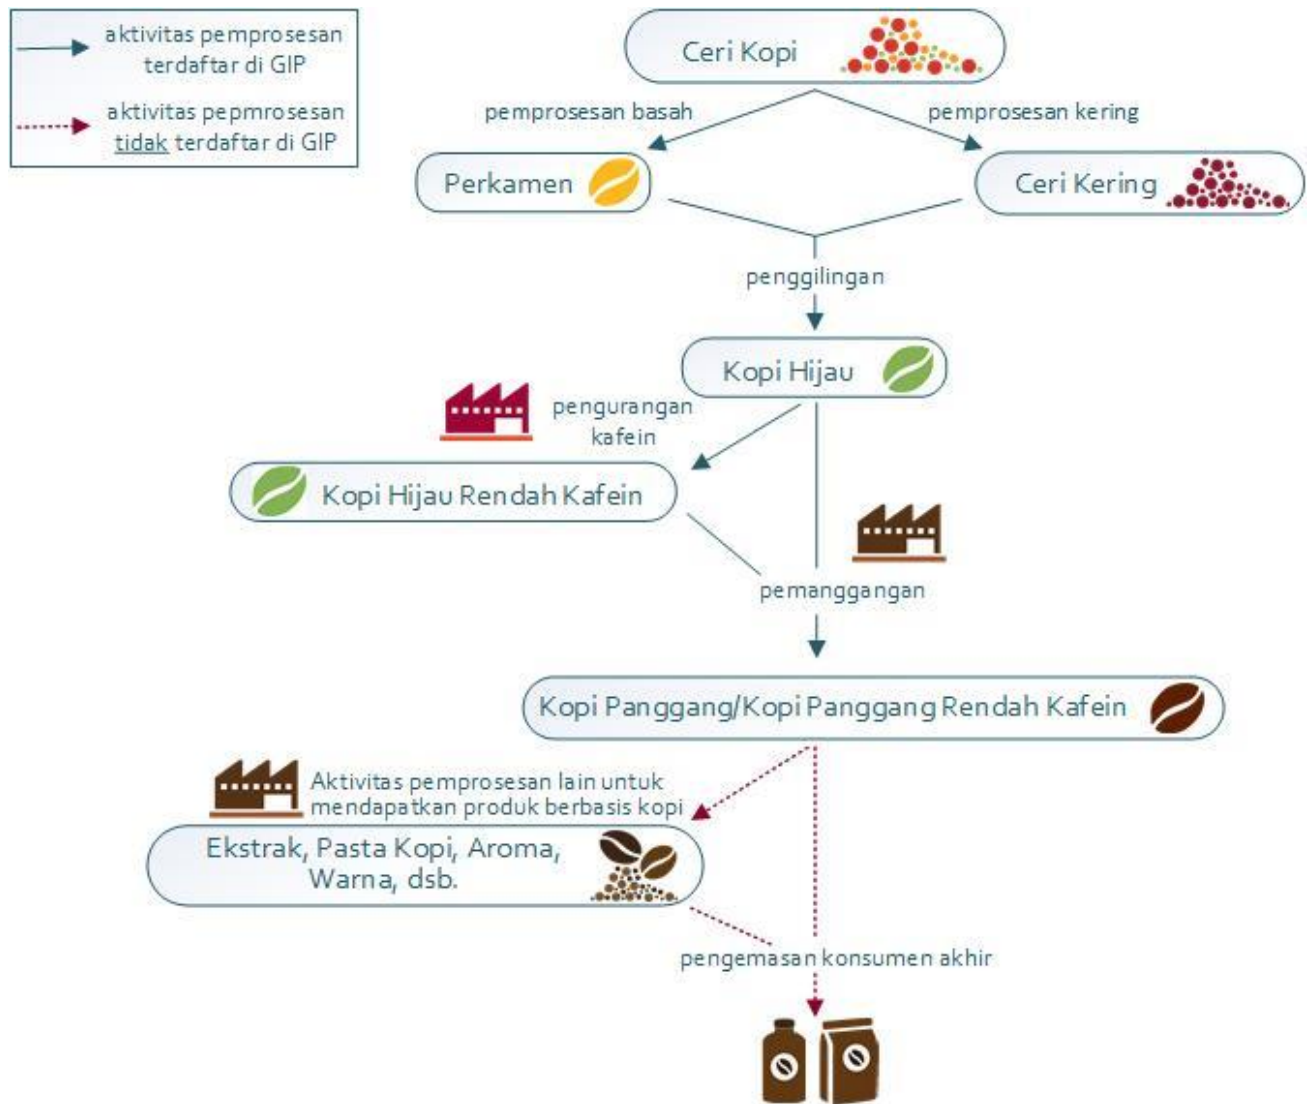 aktivitas pemprosesan
terdaftar di GIP
aktivitas pepmrosesan
tidak terdaftar di GIP
Ceri Kopi
pemprosesan basah
pemprosesan kering
Perkamen
Ceri Kering
penggilingan
Kopi Hijau
pengurangan
kafein
Kopi Hijau Rendah Kafein
pemanggangan
Kopi Panggang/Kopi Panggang Rendah Kafein
Aktivitas pemprosesan lain untuk
mendapatkan produk berbasis kopi
Ekstrak, Pasta Kopi, Aroma,
Warna, dsb.
pengemasan konsumen akhir